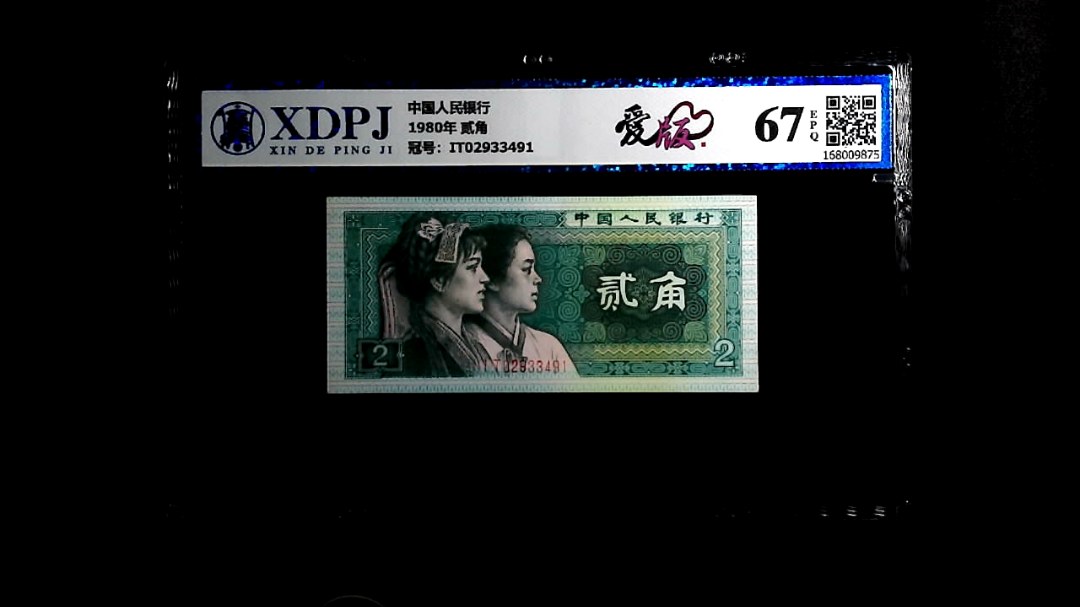 XDPJ
XIN DE PING JI
中国人民银行
1980年 贰角
冠号：IT02933491
爱版
67
EPQ
168009875
中国人民银行
贰角
2
2
IT02933491